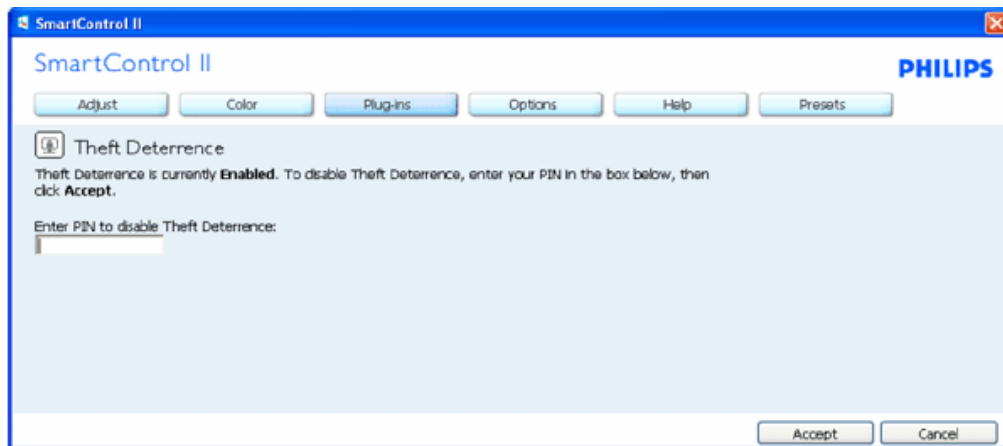 SmartControl II
SmartControl II
PHILIPS
Adjust Color Plug-ins Options Help Presets
Theft Deterrence
Theft Deterrence is currently Enabled. To disable Theft Deterrence, enter your PIN in the box below, then
click Accept.
Enter PIN to disable Theft Deterrence:
Accept Cancel